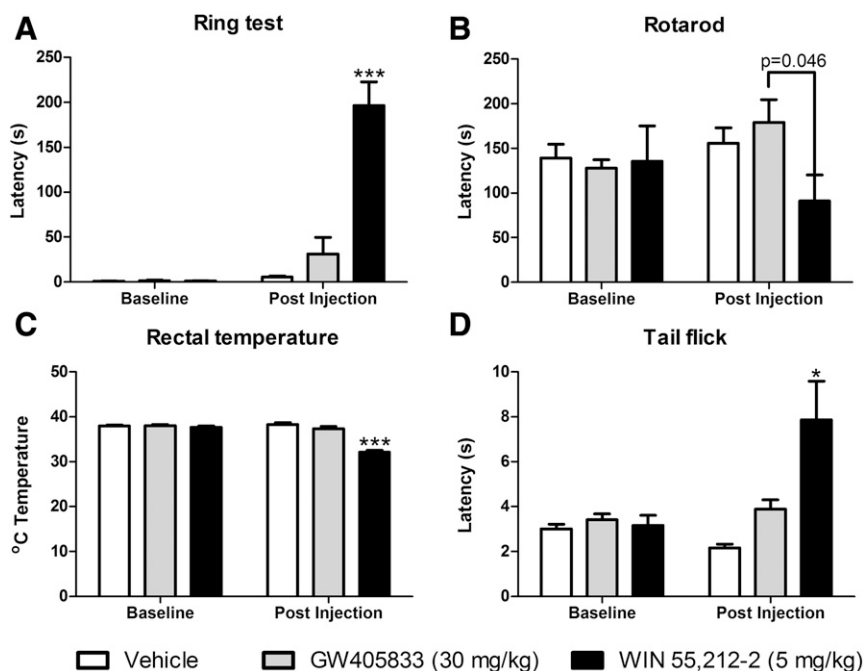 A
Ring test
250
200
150
100
50
0
Latency (s)
***
Baseline
Post Injection
B
Rotarod
250
200
150
100
50
0
Latency (s)
p=0.046
Baseline
Post Injection
C
Rectal temperature
50
40
30
20
10
0
ºC Temperature
***
Baseline
Post Injection
D
Tail flick
10
8
6
4
2
0
Latency (s)
*
Baseline
Post Injection
Vehicle
GW405833 (30 mg/kg)
WIN 55,212-2 (5 mg/kg)